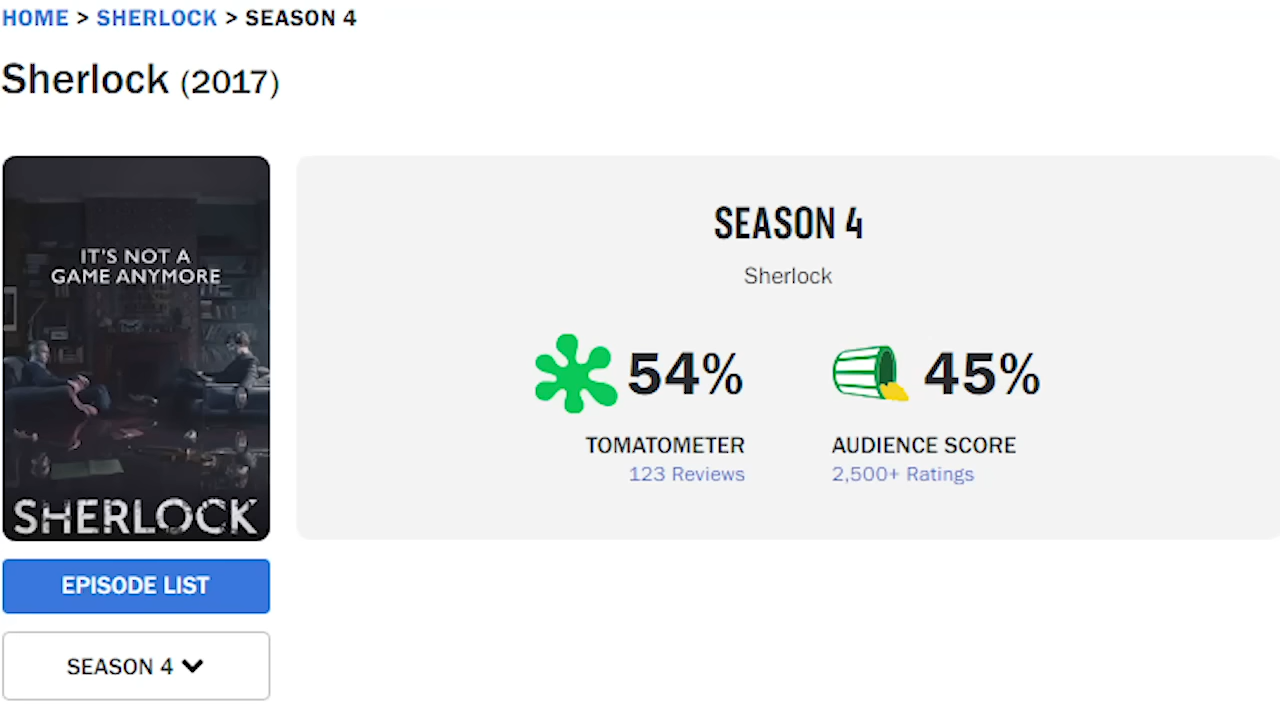 HOME > SHERLOCK > SEASON 4
Sherlock (2017)
IT'S NOT A
GAME ANYMORE
SHERLOCK
SEASON 4
Sherlock
54%
45%
TOMATOMETER
AUDIENCE SCORE
123 Reviews
2,500+ Ratings
EPISODE LIST
SEASON 4